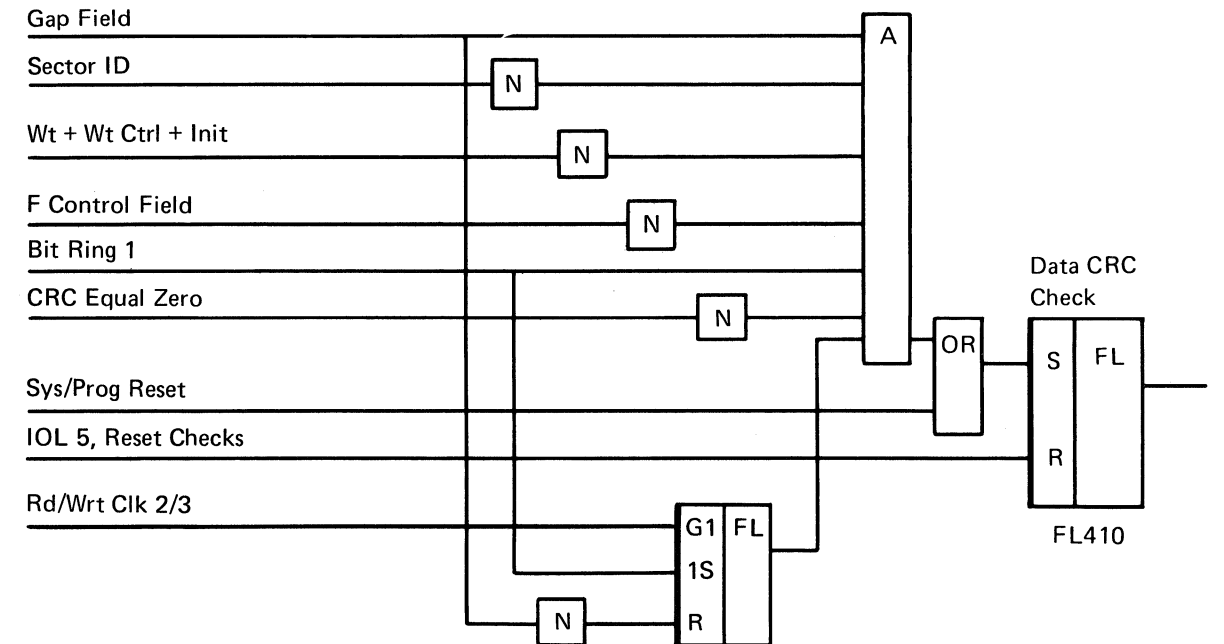 Gap Field
A
Sector ID
N
Wt + Wt Ctrl + Init
N
F Control Field
N
Bit Ring 1
Data CRC
Check
CRC Equal Zero
N
OR
S
FL
Sys/Prog Reset
IOL 5, Reset Checks
R
Rd/Wrt Clk 2/3
G1
FL
FL410
1S
N
R